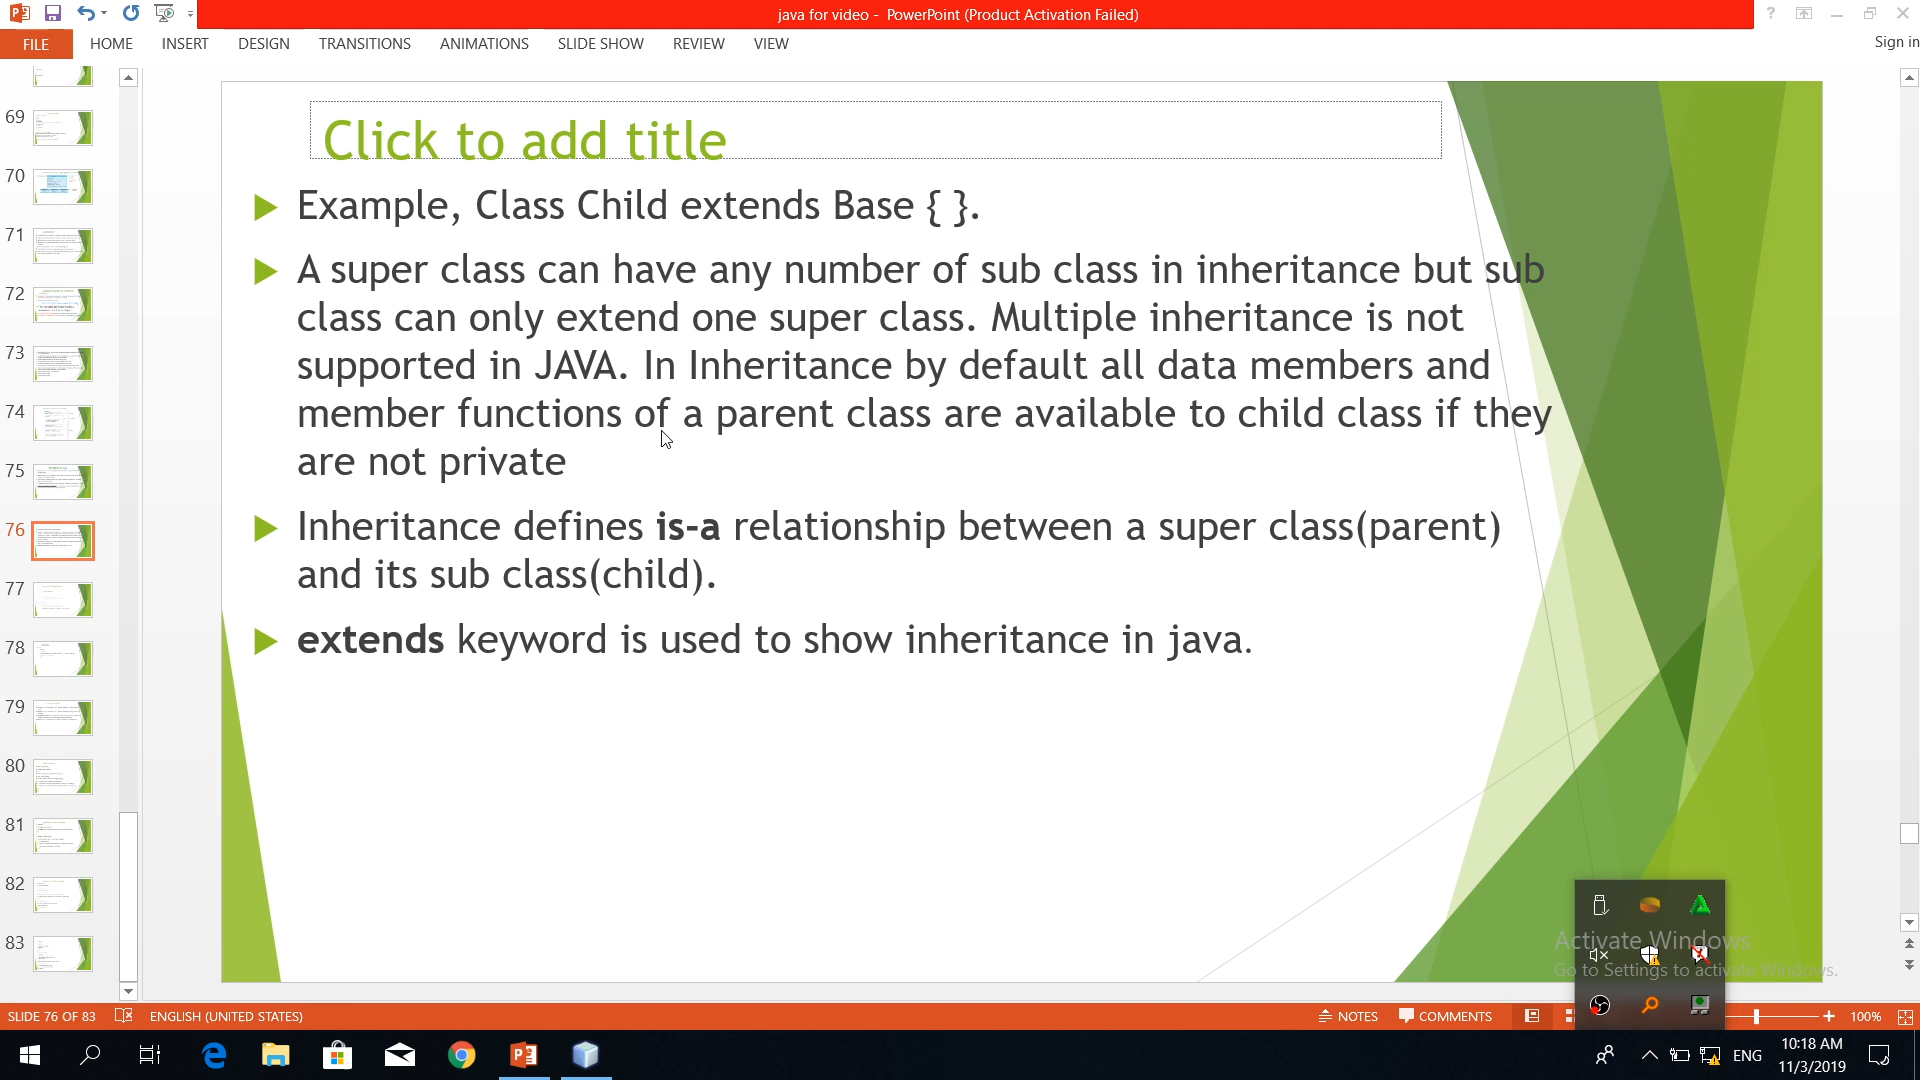 java for video - PowerPoint (Product Activation Failed)
?
FILE HOME INSERT DESIGN TRANSITIONS ANIMATIONS SLIDE SHOW REVIEW VIEW
Sign in
69
70
71
72
73
74
75
76
77
78
79
80
81
82
83
Click to add title
Example, Class Child extends Base { }.
A super class can have any number of sub class in inheritance but sub
class can only extend one super class. Multiple inheritance is not
supported in JAVA. In Inheritance by default all data members and
member functions of a parent class are available to child class if they
are not private
Inheritance defines is-a relationship between a super class(parent)
and its sub class(child).
extends keyword is used to show inheritance in java.
Activate Windows
Go to Settings to activate Windows.
SLIDE 76 OF 83 ENGLISH (UNITED STATES) NOTES COMMENTS 100%
ENG
10:18 AM
11/3/2019